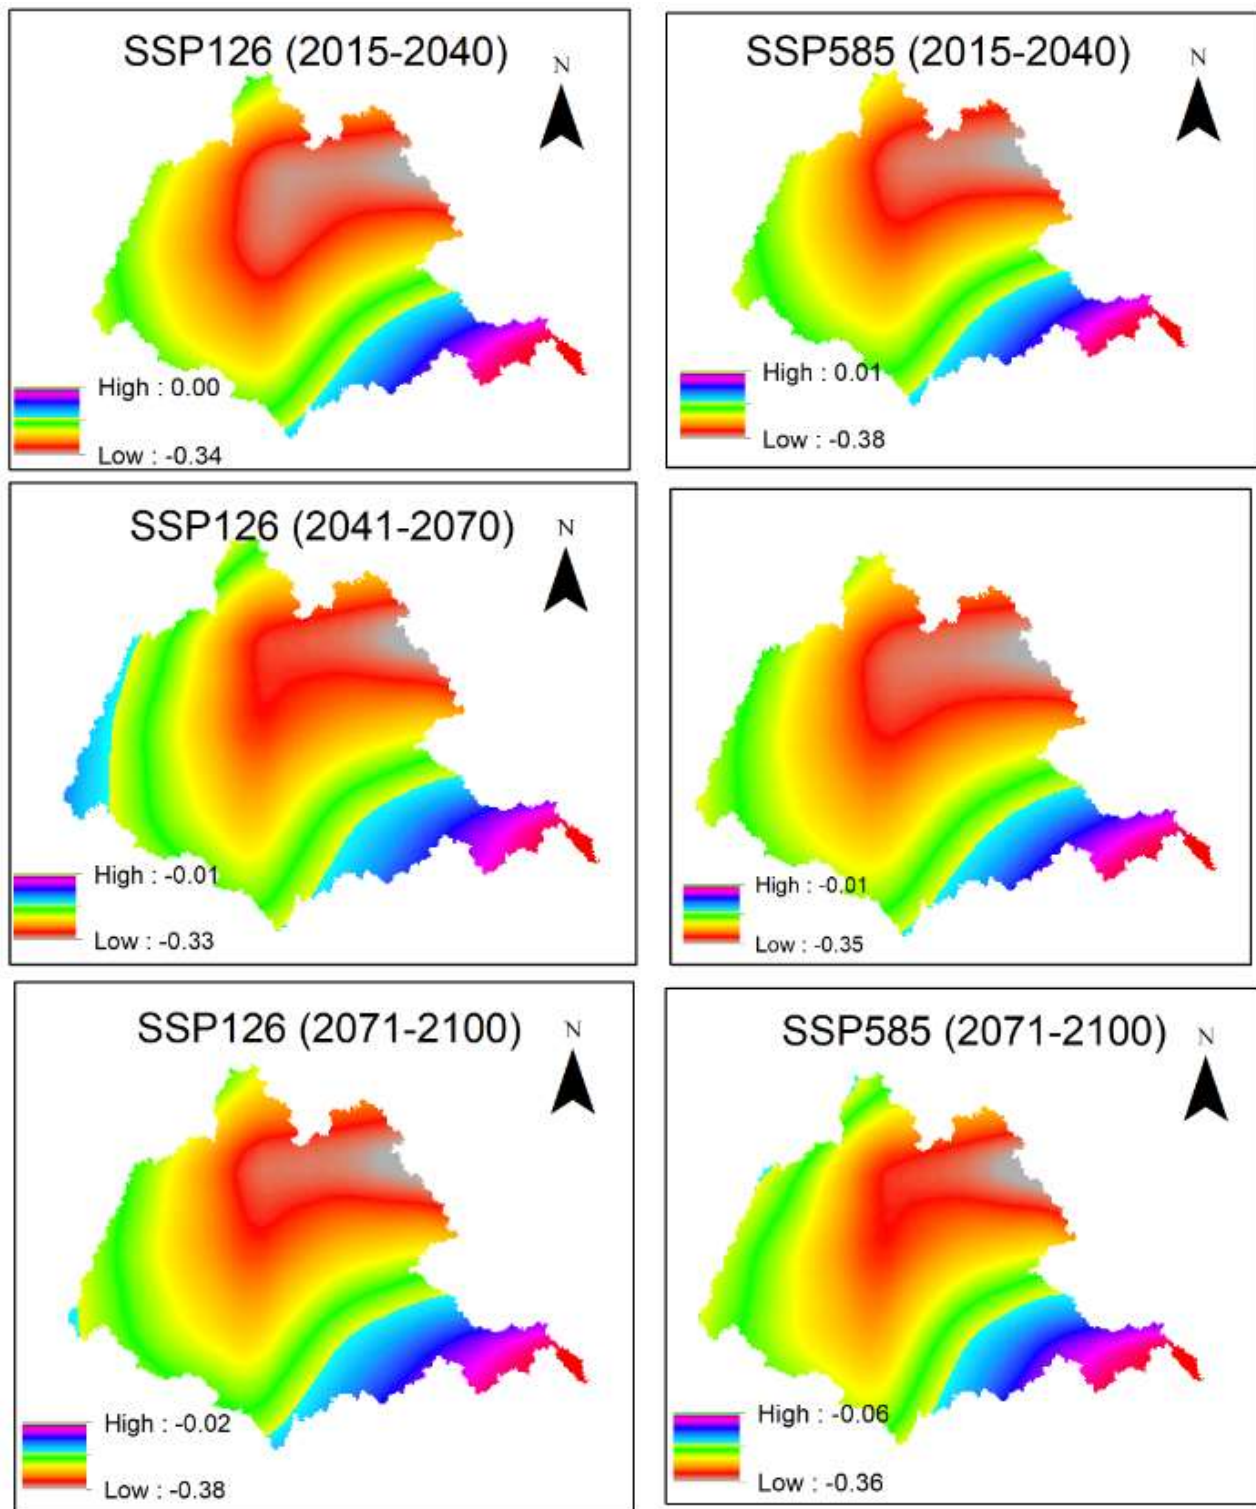 SSP126 (2015-2040)
N
High : 0.00
Low : -0.34
SSP585 (2015-2040)
N
High : 0.01
Low : -0.38
SSP126 (2041-2070)
N
High : -0.01
Low : -0.33
High : -0.01
Low : -0.35
SSP126 (2071-2100)
N
High : -0.02
Low : -0.38
SSP585 (2071-2100)
N
High : -0.06
Low : -0.36